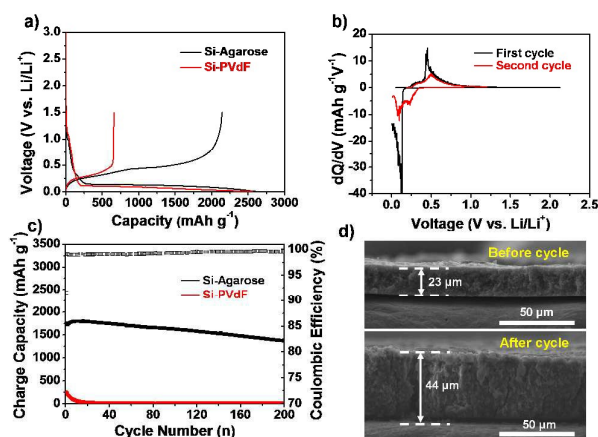 a)
3.0
2.5
2.0
1.5
1.0
0.5
0.0
Voltage (V vs. Li/Li⁺)
Si-Agarose
Si-PVdF
0 500 1000 1500 2000 2500 3000
Capacity (mAh g⁻¹)
b)
20
10
0
-10
-20
-30
-40
dQ/dV (mAh g⁻¹V⁻¹)
First cycle
Second cycle
0.0 0.5 1.0 1.5 2.0 2.5
Voltage (V vs. Li/Li⁺)
c)
3500
3000
2500
2000
1500
1000
500
0
Charge Capacity (mAh g⁻¹)
Si-Agarose
Si-PVdF
100
95
90
85
80
75
70
Coulombic Efficiency (%)
0 40 80 120 160 200
Cycle Number (n)
d)
Before cycle
23 μm
50 μm
After cycle
44 μm
50 μm